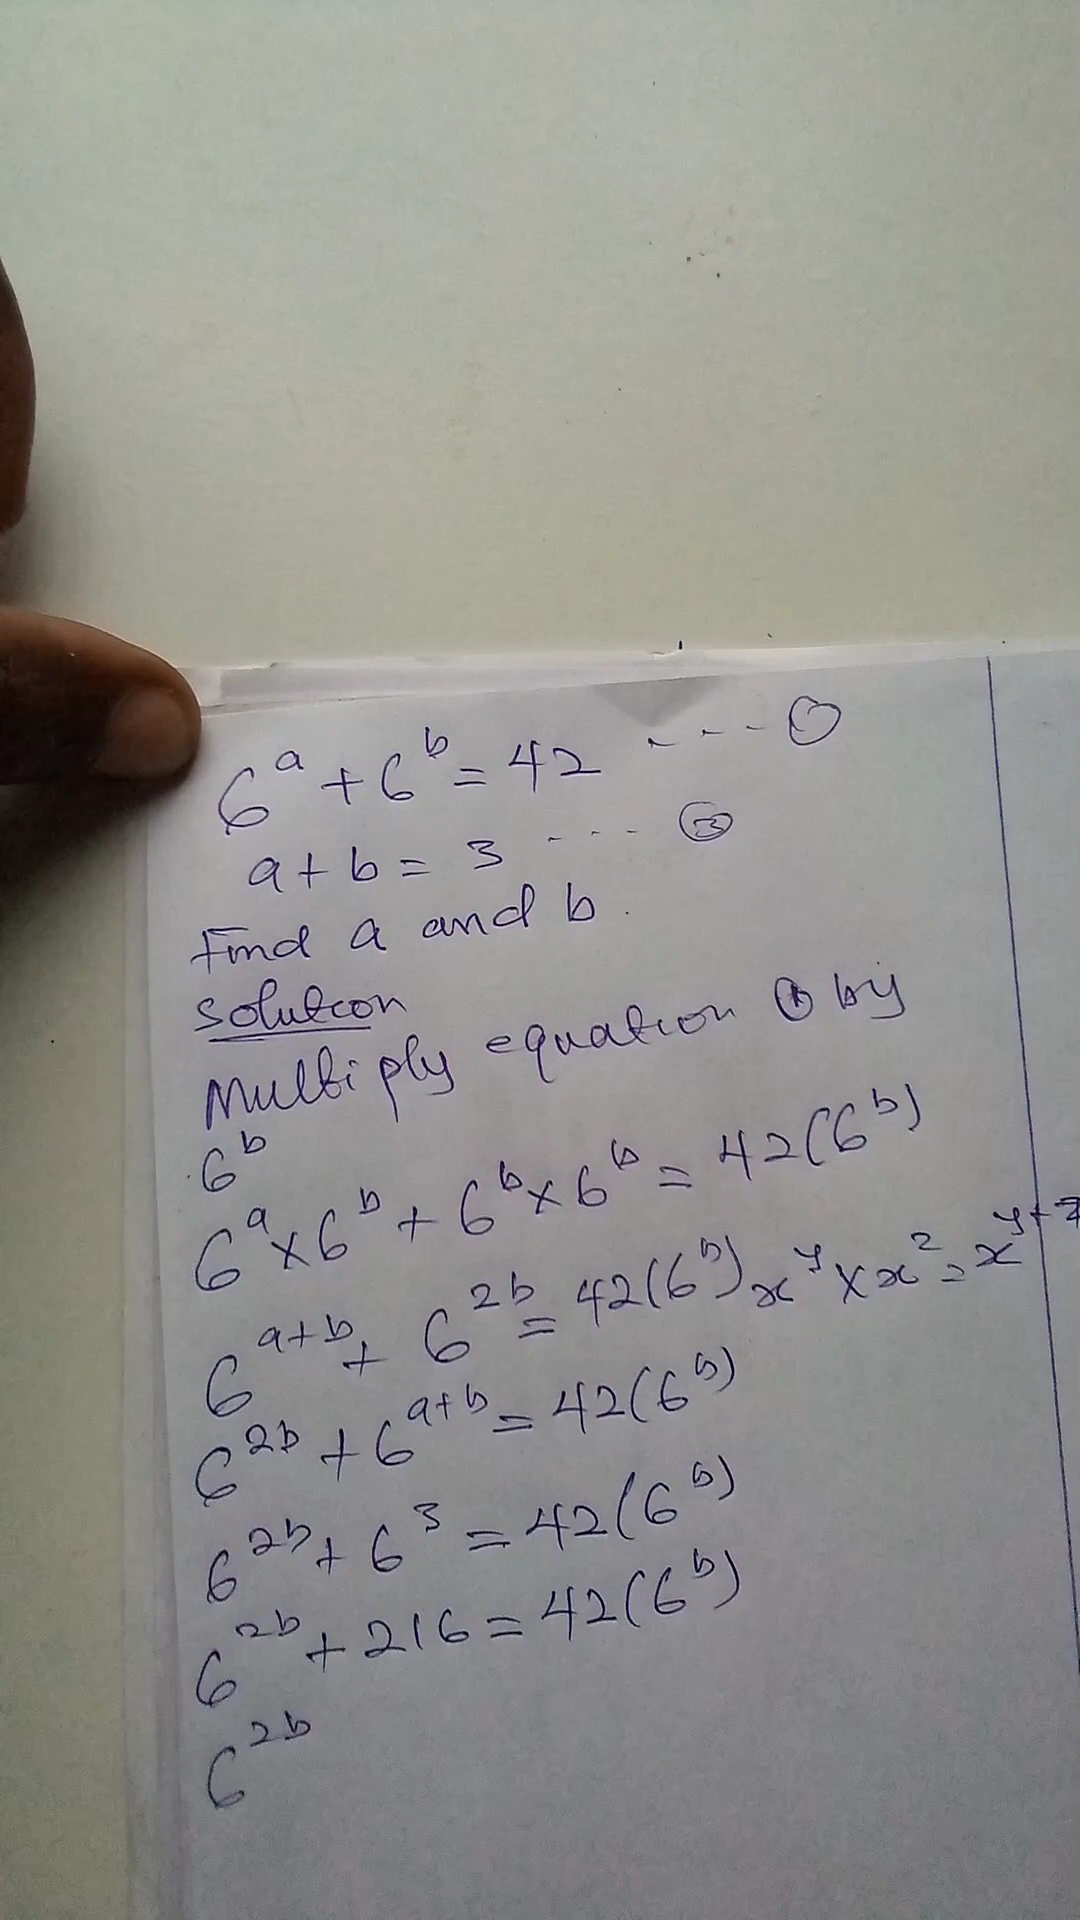 6^a + 6^b = 42 ---- ①
a + b = 3 ---- ②
Find a and b.
Solution
Multiply equation ① by
6^b
6^a × 6^b + 6^b × 6^b = 42(6^b)
6^{a+b} + 6^{2b} = 42(6^b) x^y × x^z = x^{y+z}
6^{2b} + 6^{a+b} = 42(6^b)
6^{2b} + 6^3 = 42(6^b)
6^{2b} + 216 = 42(6^b)
6^{2b}